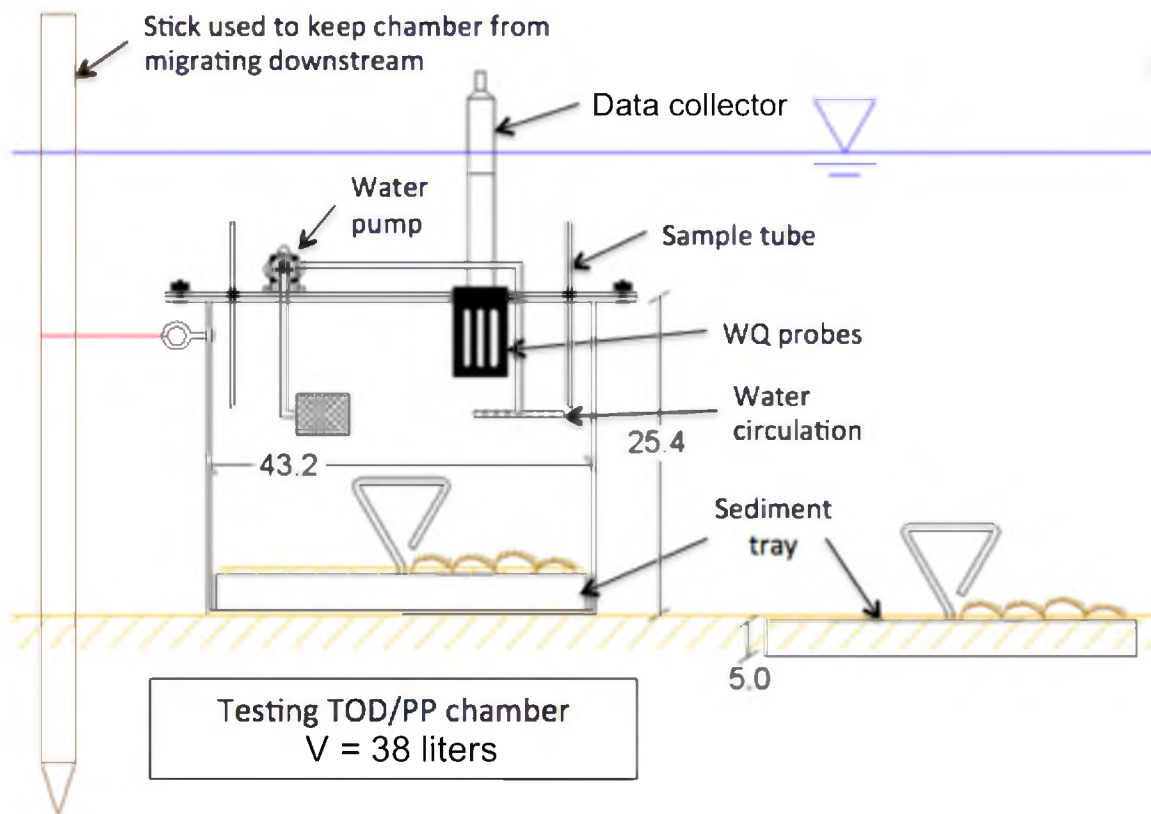 Stick used to keep chamber from
migrating downstream
Data collector
Water
pump
Sample tube
WQ probes
Water
circulation
25.4
43.2
Sediment
tray
5.0
Testing TOD/PP chamber
V = 38 liters